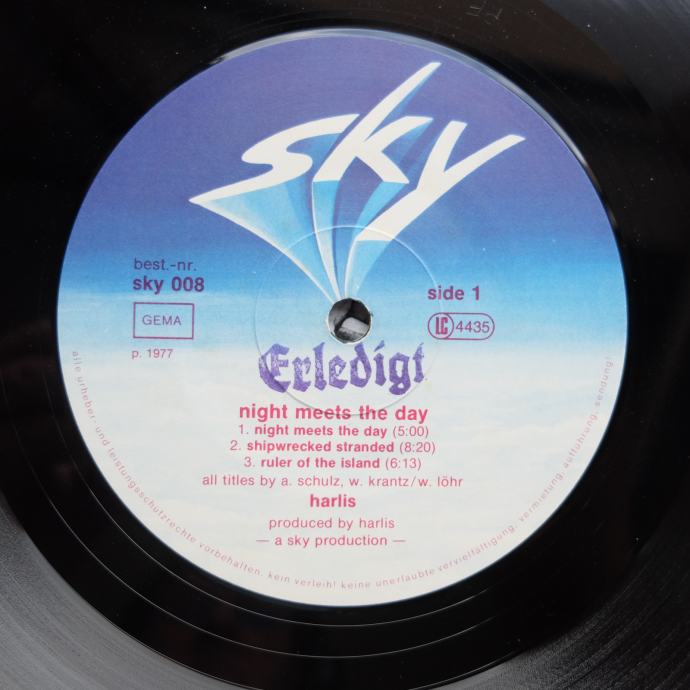 sky
best.-nr.
sky 008
side 1
GEMA
LC 4435
p. 1977
Erledigt
night meets the day
1. night meets the day (5:00)
2. shipwrecked stranded (8:20)
3. ruler of the island (6:13)
all titles by a. schulz, w. krantz/w. löhr
harlis
produced by harlis
— a sky production —
alle urheber- und leistungsschutzrechte vorbehalten. kein verleih! keine unerlaubte vervielfältigung, vermietung, aufführung, sendung!